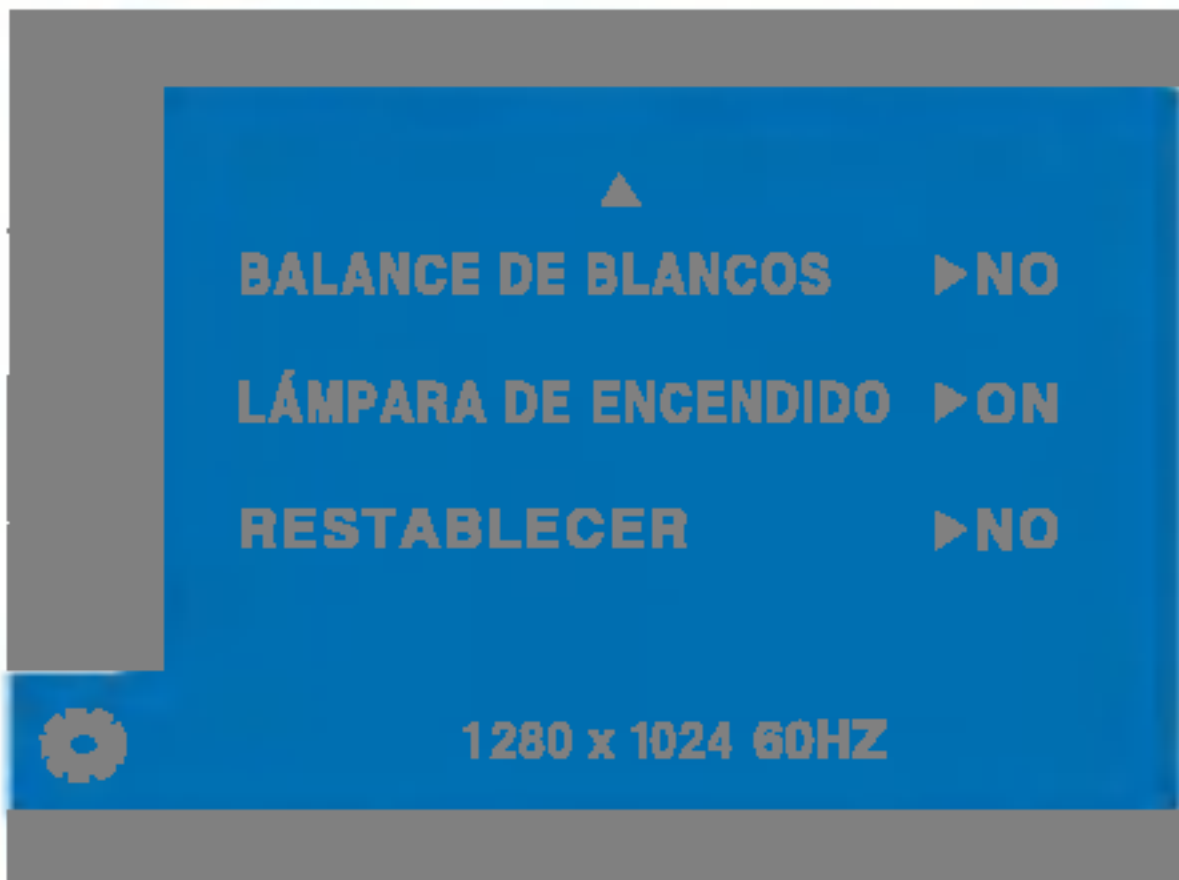 BALANCE DE BLANCOS ▶NO
LÁMPARA DE ENCENDIDO ▶ON
RESTABLECER ▶NO
1280 x 1024 60HZ